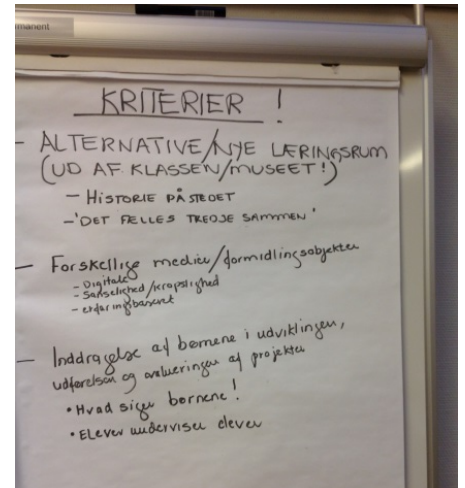 manent
KRITERIER !
- ALTERNATIVE/NYE LÆRINGSRUM
(UD AF KLASSEN/MUSEET!)
- HISTORIE PÅ STEDET
- 'DET FÆLLES TREDJE SAMMEN'
- Forskellige medier/formidlingsobjekter
- Digitale
- Sanselighed/kropslighed
- erfaringsbaseret
- Inddragelse af børnene i udviklingen,
udførelsen og evalueringen af projekter
• Hvad siger børnene!
• Elever underviser elever